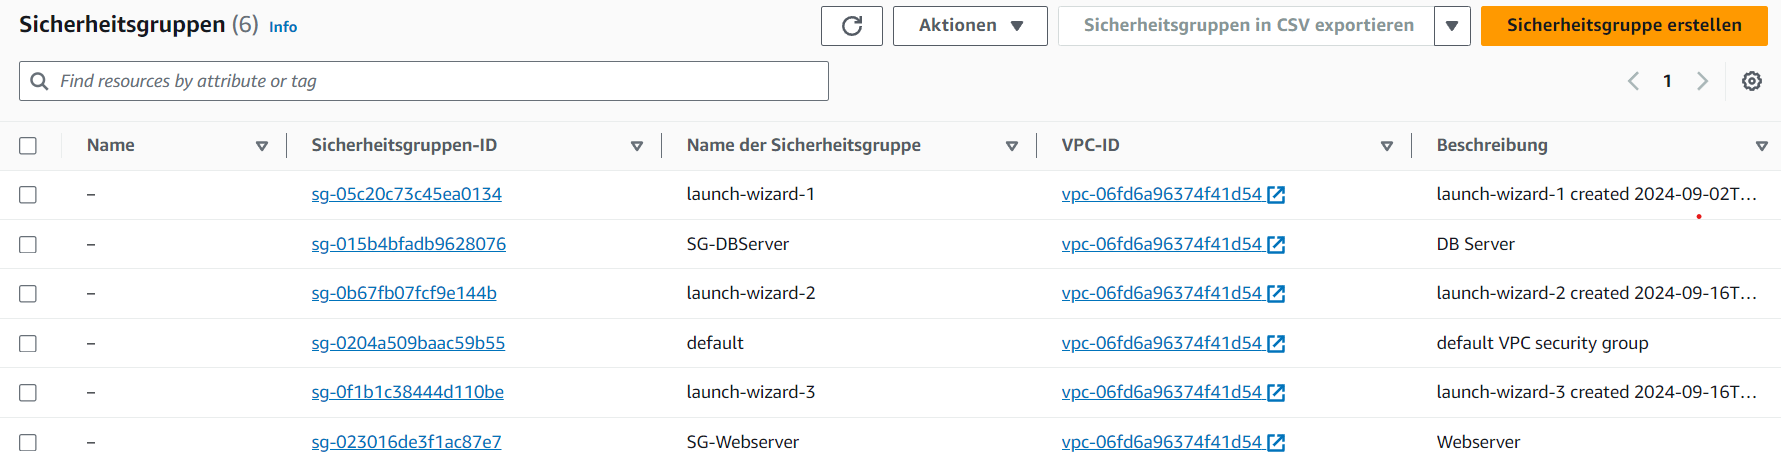 Sicherheitsgruppen (6) Info
Aktionen
Sicherheitsgruppen in CSV exportieren
Sicherheitsgruppe erstellen
Find resources by attribute or tag
1
Name Sicherheitsgruppen-ID Name der Sicherheitsgruppe VPC-ID Beschreibung
– sg-05c20c73c45ea0134 launch-wizard-1 vpc-06fd6a96374f41d54 launch-wizard-1 created 2024-09-02T...
– sg-015b4bfadb9628076 SG-DBServer vpc-06fd6a96374f41d54 DB Server
– sg-0b67fb07fcf9e144b launch-wizard-2 vpc-06fd6a96374f41d54 launch-wizard-2 created 2024-09-16T...
– sg-0204a509baac59b55 default vpc-06fd6a96374f41d54 default VPC security group
– sg-0f1b1c38444d110be launch-wizard-3 vpc-06fd6a96374f41d54 launch-wizard-3 created 2024-09-16T...
– sg-023016de3f1ac87e7 SG-Webserver vpc-06fd6a96374f41d54 Webserver